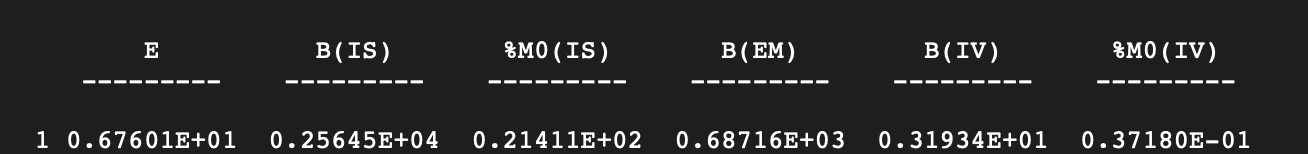 E B(IS) %M0(IS) B(EM) B(IV) %M0(IV)
--------- --------- --------- --------- --------- ---------
1 0.67601E+01 0.25645E+04 0.21411E+02 0.68716E+03 0.31934E+01 0.37180E-01